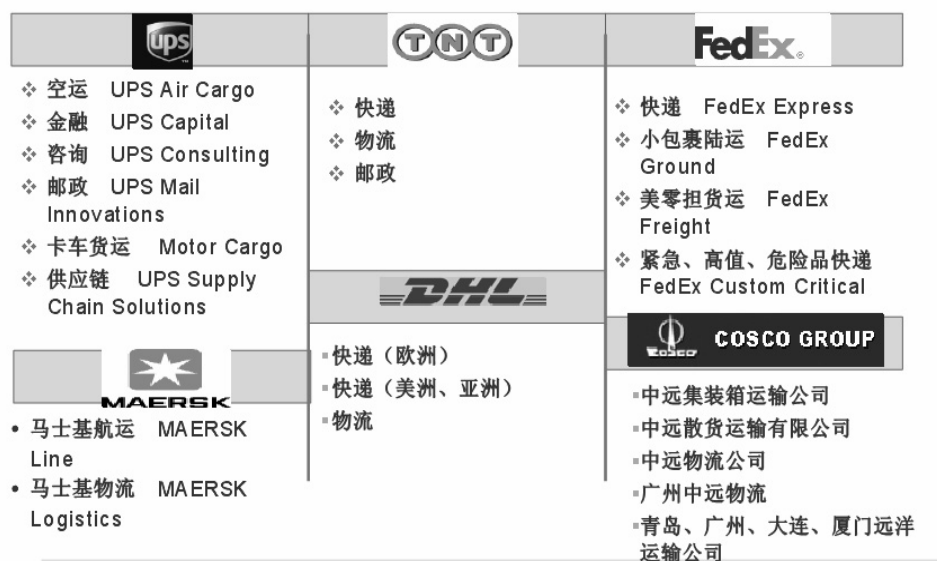 ups
空运 UPS Air Cargo
金融 UPS Capital
咨询 UPS Consulting
邮政 UPS Mail
Innovations
卡车货运 Motor Cargo
供应链 UPS Supply
Chain Solutions
MAERSK
马士基航运 MAERSK
Line
马士基物流 MAERSK
Logistics
TNT
快递
物流
邮政
DHL
快递（欧洲）
快递（美洲、亚洲）
物流
FedEx®
快递 FedEx Express
小包裹陆运 FedEx
Ground
美零担货运 FedEx
Freight
紧急、高值、危险品快递
FedEx Custom Critical
COSCO
COSCO GROUP
中远集装箱运输公司
中远散货运输有限公司
中远物流公司
广州中远物流
青岛、广州、大连、厦门远洋
运输公司